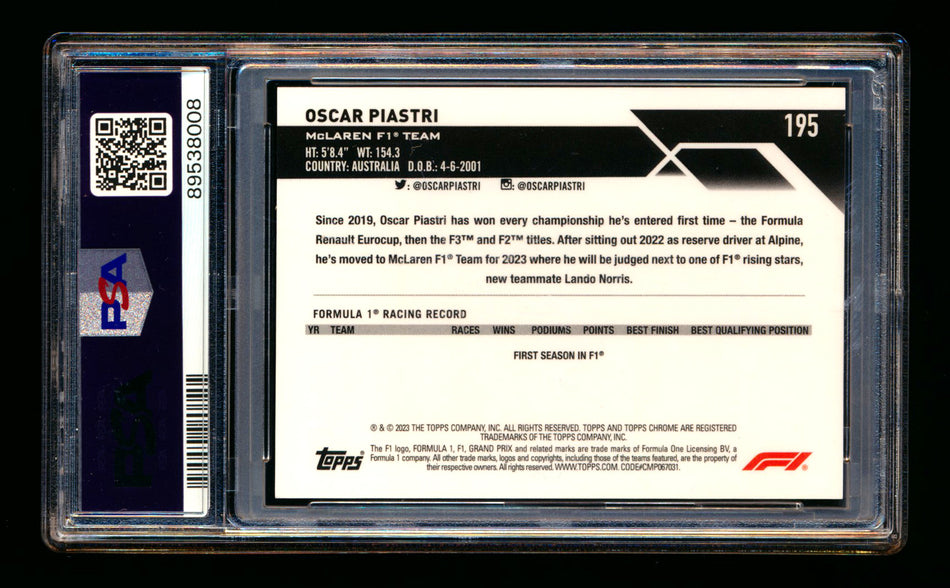 89538008
PSA
PSA
OSCAR PIASTRI
195
McLAREN F1® TEAM
HT: 5'8.4" WT: 154.3
COUNTRY: AUSTRALIA D.O.B.: 4-6-2001
: @OSCARPIASTRI : @OSCARPIASTRI
Since 2019, Oscar Piastri has won every championship he's entered first time – the Formula
Renault Eurocup, then the F3™ and F2™ titles. After sitting out 2022 as reserve driver at Alpine,
he's moved to McLaren F1® Team for 2023 where he will be judged next to one of F1® rising stars,
new teammate Lando Norris.
FORMULA 1® RACING RECORD
YR TEAM RACES WINS PODIUMS POINTS BEST FINISH BEST QUALIFYING POSITION
FIRST SEASON IN F1®
® & © 2023 THE TOPPS COMPANY, INC. ALL RIGHTS RESERVED. TOPPS AND TOPPS CHROME ARE REGISTERED
TRADEMARKS OF THE TOPPS COMPANY, INC.
The F1 logo, FORMULA 1, F1, GRAND PRIX and related marks are trade marks of Formula One Licensing BV, a
Formula 1 company. All other trade marks, logos and copyrights, including those of the teams featured, are the property of
their respective owners. All rights reserved. WWW.TOPPS.COM. CODE#CMP067031.
Topps®
F1®